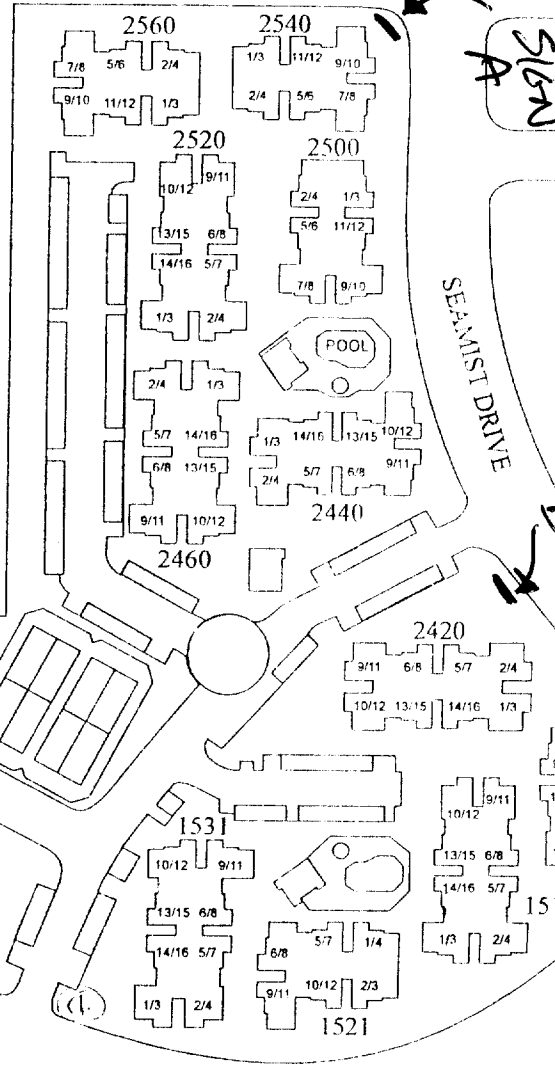 2560
2540
SIGN
A
7/8 5/6 2/4
9/10 11/12 1/3
1/3 11/12 9/10
2/4 5/6 7/8
2520
2500
10/12 9/11
13/15 6/8
14/16 5/7
1/3 2/4
2/4 1/3
5/6 11/12
7/8 9/10
POOL
SEAMIST DRIVE
2/4 1/3
5/7 14/16
6/8 13/15
9/11 10/12
2460
1/3 14/16 13/15 10/12
2/4 5/7 6/8 9/11
2440
2420
9/11 6/8 5/7 2/4
10/12 13/15 14/16 1/3
1531
10/12 9/11
13/15 6/8
14/16 5/7
1/3 2/4
10/12 9/11
13/15 6/8
14/16 5/7
1/3 2/4
6/8 5/7 1/4
9/11 10/12 2/3
1521